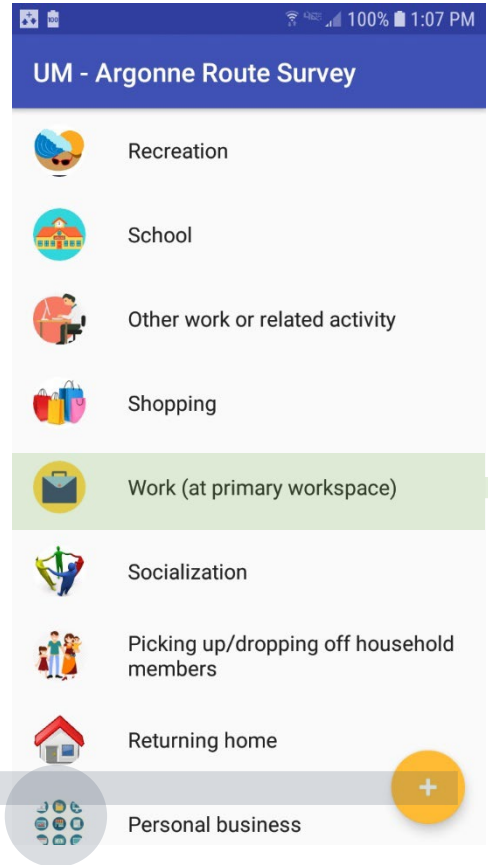 100% 1:07 PM
UM - Argonne Route Survey
Recreation
School
Other work or related activity
Shopping
Work (at primary workspace)
Socialization
Picking up/dropping off household
members
Returning home
+
Personal business